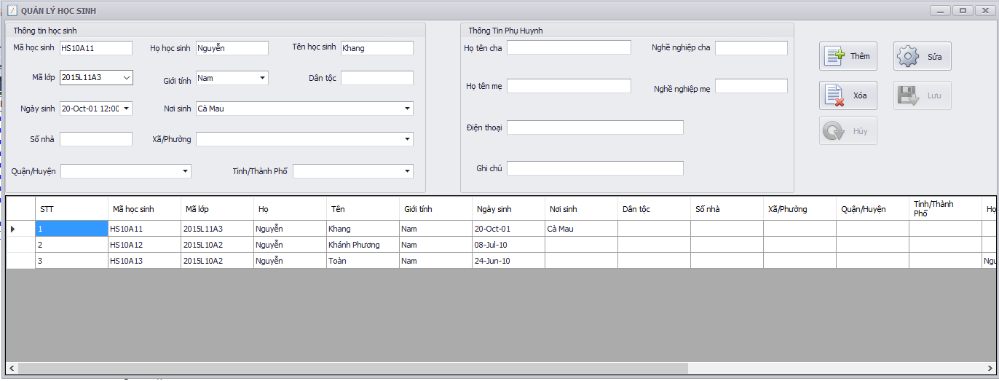 QUẢN LÝ HỌC SINH
Thông tin học sinh
Mã học sinh HS10A11 Họ học sinh Nguyễn Tên học sinh Khang
Mã lớp 2015L11A3 Giới tính Nam Dân tộc
Ngày sinh 20-Oct-01 12:00 Nơi sinh Cà Mau
Số nhà Xã/Phường
Quận/Huyện Tỉnh/Thành Phố
Thông Tin Phụ Huynh
Họ tên cha Nghề nghiệp cha
Họ tên mẹ Nghề nghiệp mẹ
Điện thoại
Ghi chú
Thêm Sửa
Xóa Lưu
Hủy
STT Mã học sinh Mã lớp Họ Tên Giới tính Ngày sinh Nơi sinh Dân tộc Số nhà Xã/Phường Quận/Huyện Tỉnh/Thành Phố Họ
1 HS10A11 2015L11A3 Nguyễn Khang Nam 20-Oct-01 Cà Mau
2 HS10A12 2015L10A2 Nguyễn Khánh Phương Nam 08-Jul-10
3 HS10A13 2015L10A2 Nguyễn Toàn Nam 24-Jun-10